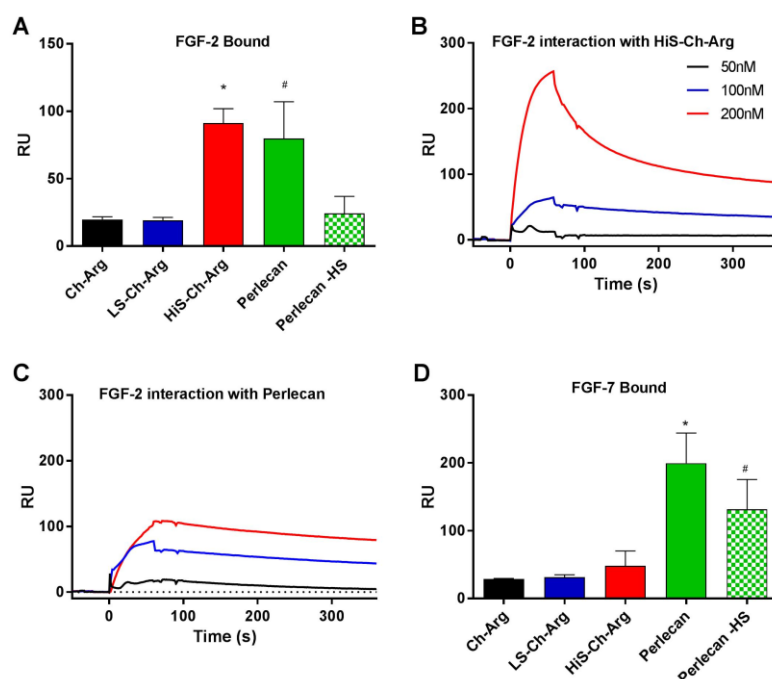 A
FGF-2 Bound
150
100
50
0
RU
Ch-Arg
LS-Ch-Arg
HiS-Ch-Arg
*
Perlecan
#
Perlecan -HS
B
FGF-2 interaction with HiS-Ch-Arg
50nM
100nM
200nM
300
200
100
0
RU
0 100 200 300
Time (s)
C
FGF-2 interaction with Perlecan
300
200
100
0
RU
0 100 200 300
Time (s)
D
FGF-7 Bound
300
200
100
0
RU
Ch-Arg
LS-Ch-Arg
HiS-Ch-Arg
*
Perlecan
#
Perlecan -HS